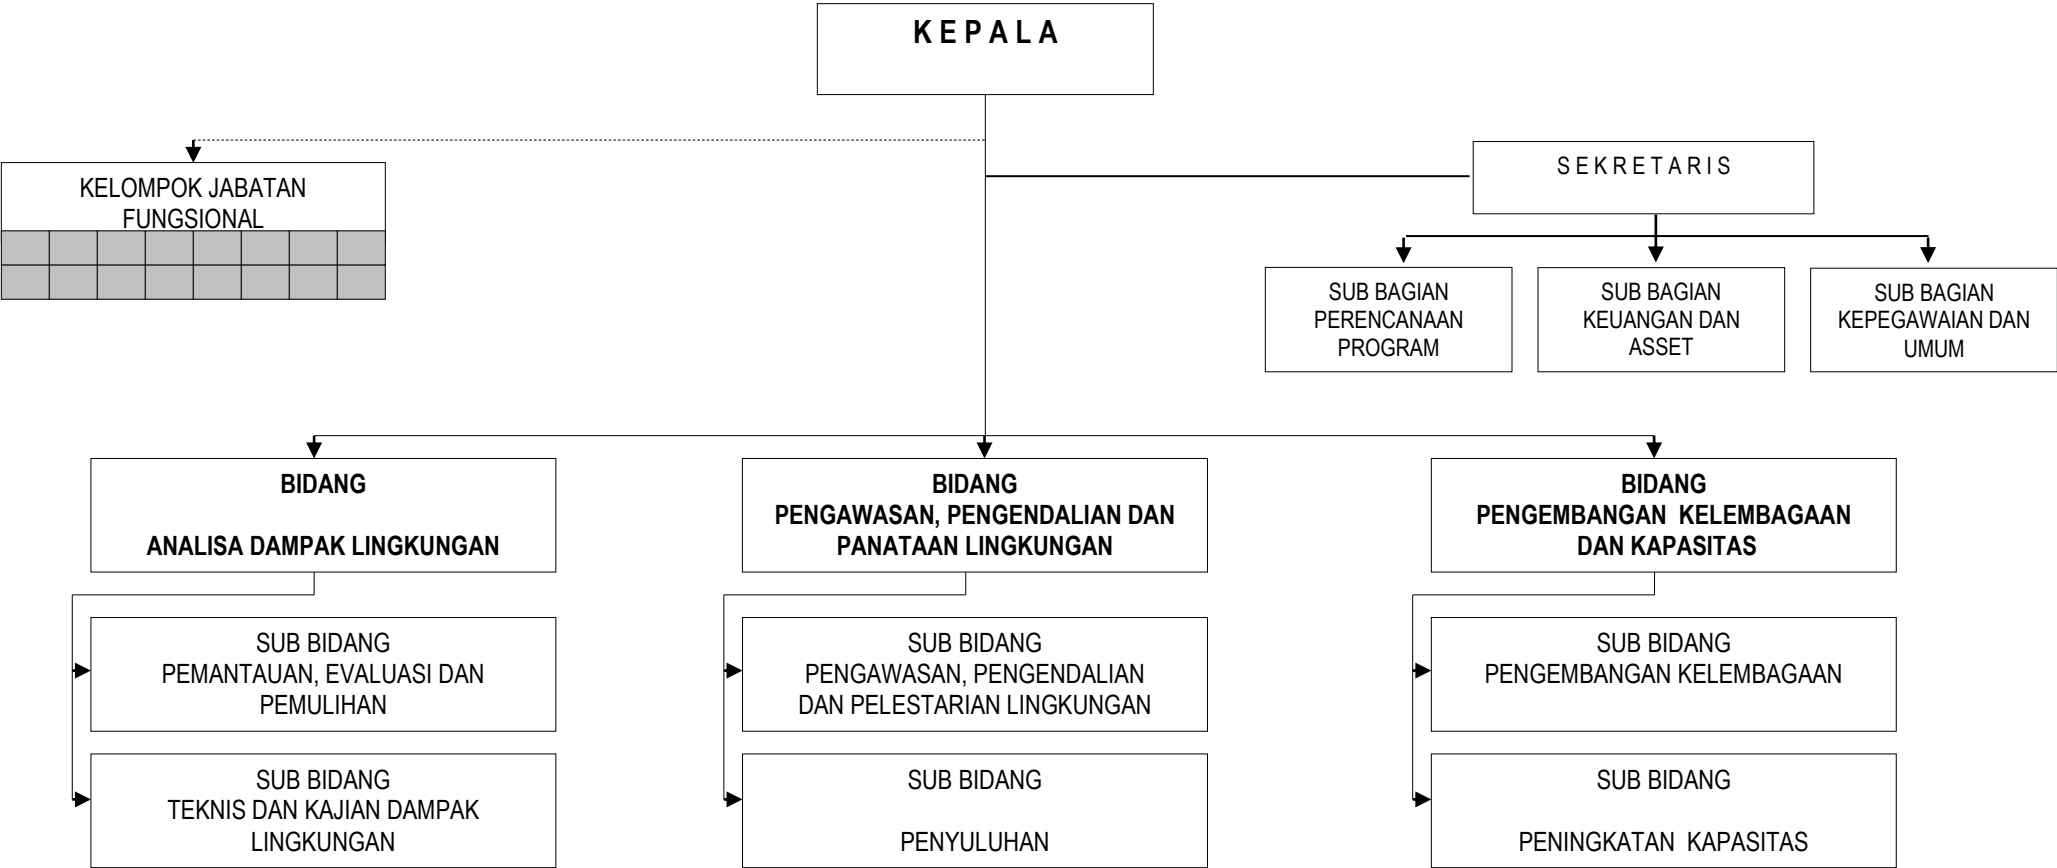 K E P A L A
KELOMPOK JABATAN
FUNGSIONAL
S E K R E T A R I S
SUB BAGIAN
PERENCANAAN
PROGRAM
SUB BAGIAN
KEUANGAN DAN
ASSET
SUB BAGIAN
KEPEGAWAIAN DAN
UMUM
BIDANG
ANALISA DAMPAK LINGKUNGAN
BIDANG
PENGAWASAN, PENGENDALIAN DAN
PANATAAN LINGKUNGAN
BIDANG
PENGEMBANGAN  KELEMBAGAAN
DAN KAPASITAS
SUB BIDANG
PEMANTAUAN, EVALUASI DAN
PEMULIHAN
SUB BIDANG
PENGAWASAN, PENGENDALIAN
DAN PELESTARIAN LINGKUNGAN
SUB BIDANG
PENGEMBANGAN KELEMBAGAAN
SUB BIDANG
TEKNIS DAN KAJIAN DAMPAK
LINGKUNGAN
SUB BIDANG
PENYULUHAN
SUB BIDANG
PENINGKATAN  KAPASITAS